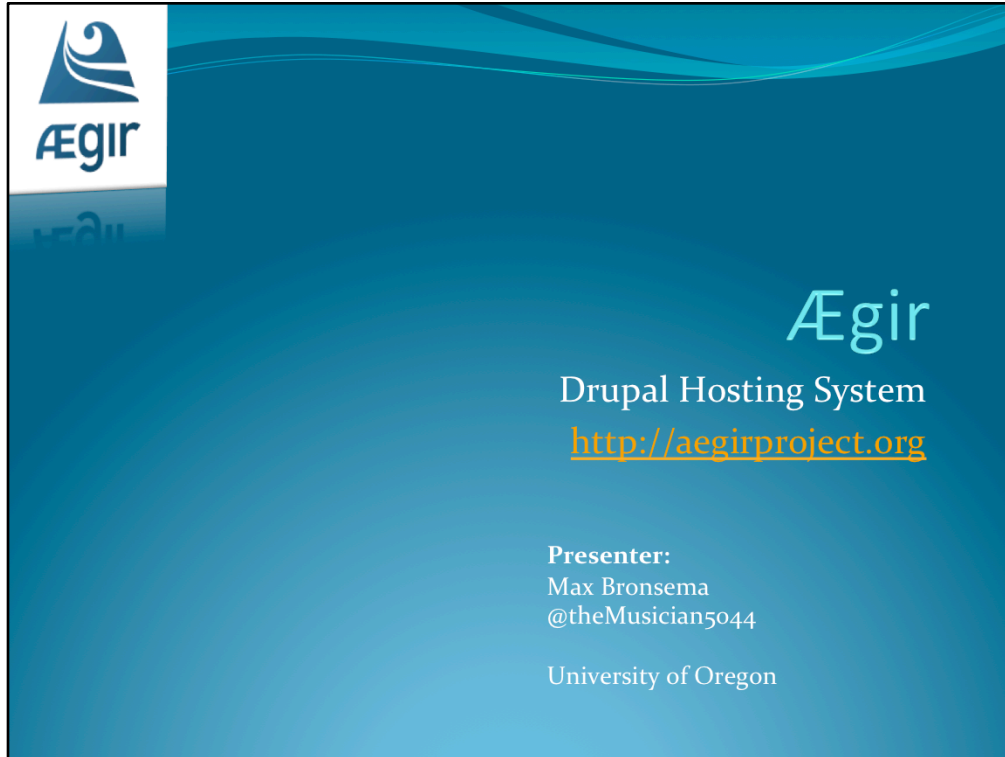 Ægir
Ægir
Drupal Hosting System
http://aegirproject.org
Presenter:
Max Bronsema
@theMusician5044
University of Oregon